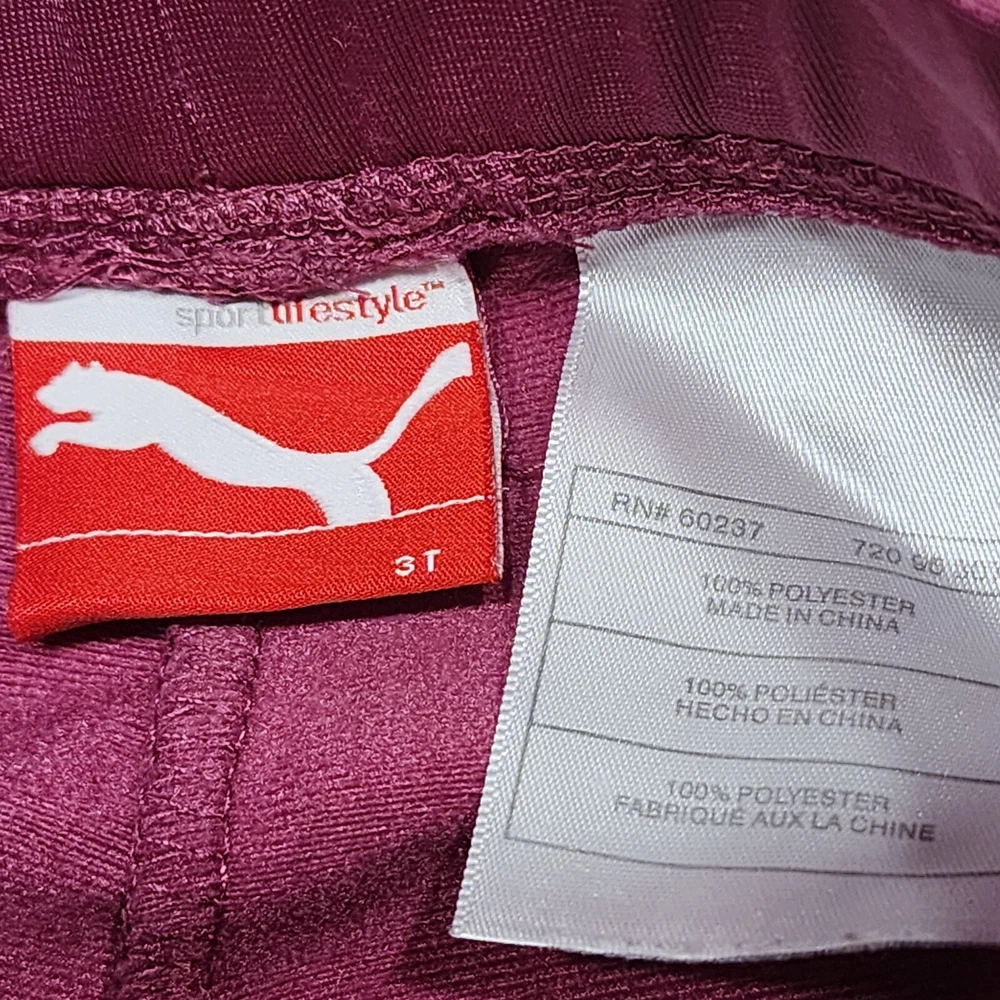 sportlifestyle™
3T
RN# 60237 720
100% POLYESTER
MADE IN CHINA
100% POLIÉSTER
HECHO EN CHINA
100% POLYESTER
FABRIQUE AUX LA CHINE